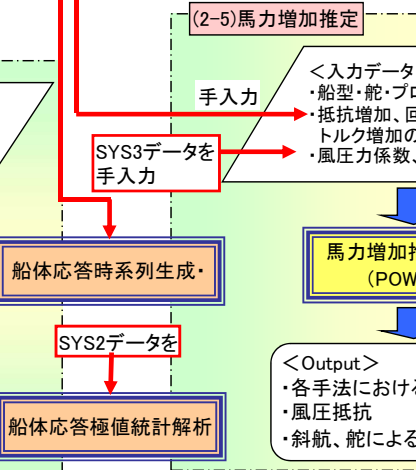 (2-5)馬力増加推定
<入力データ
・船型・舵・プロ
・抵抗増加、回
トルク増加の
・風圧力係数、
手入力
SYS3データを
手入力
船体応答時系列生成・
馬力増加推
(POW
SYS2データを
船体応答極値統計解析
<Output>
・各手法における
・風圧抵抗
・斜航、舵による